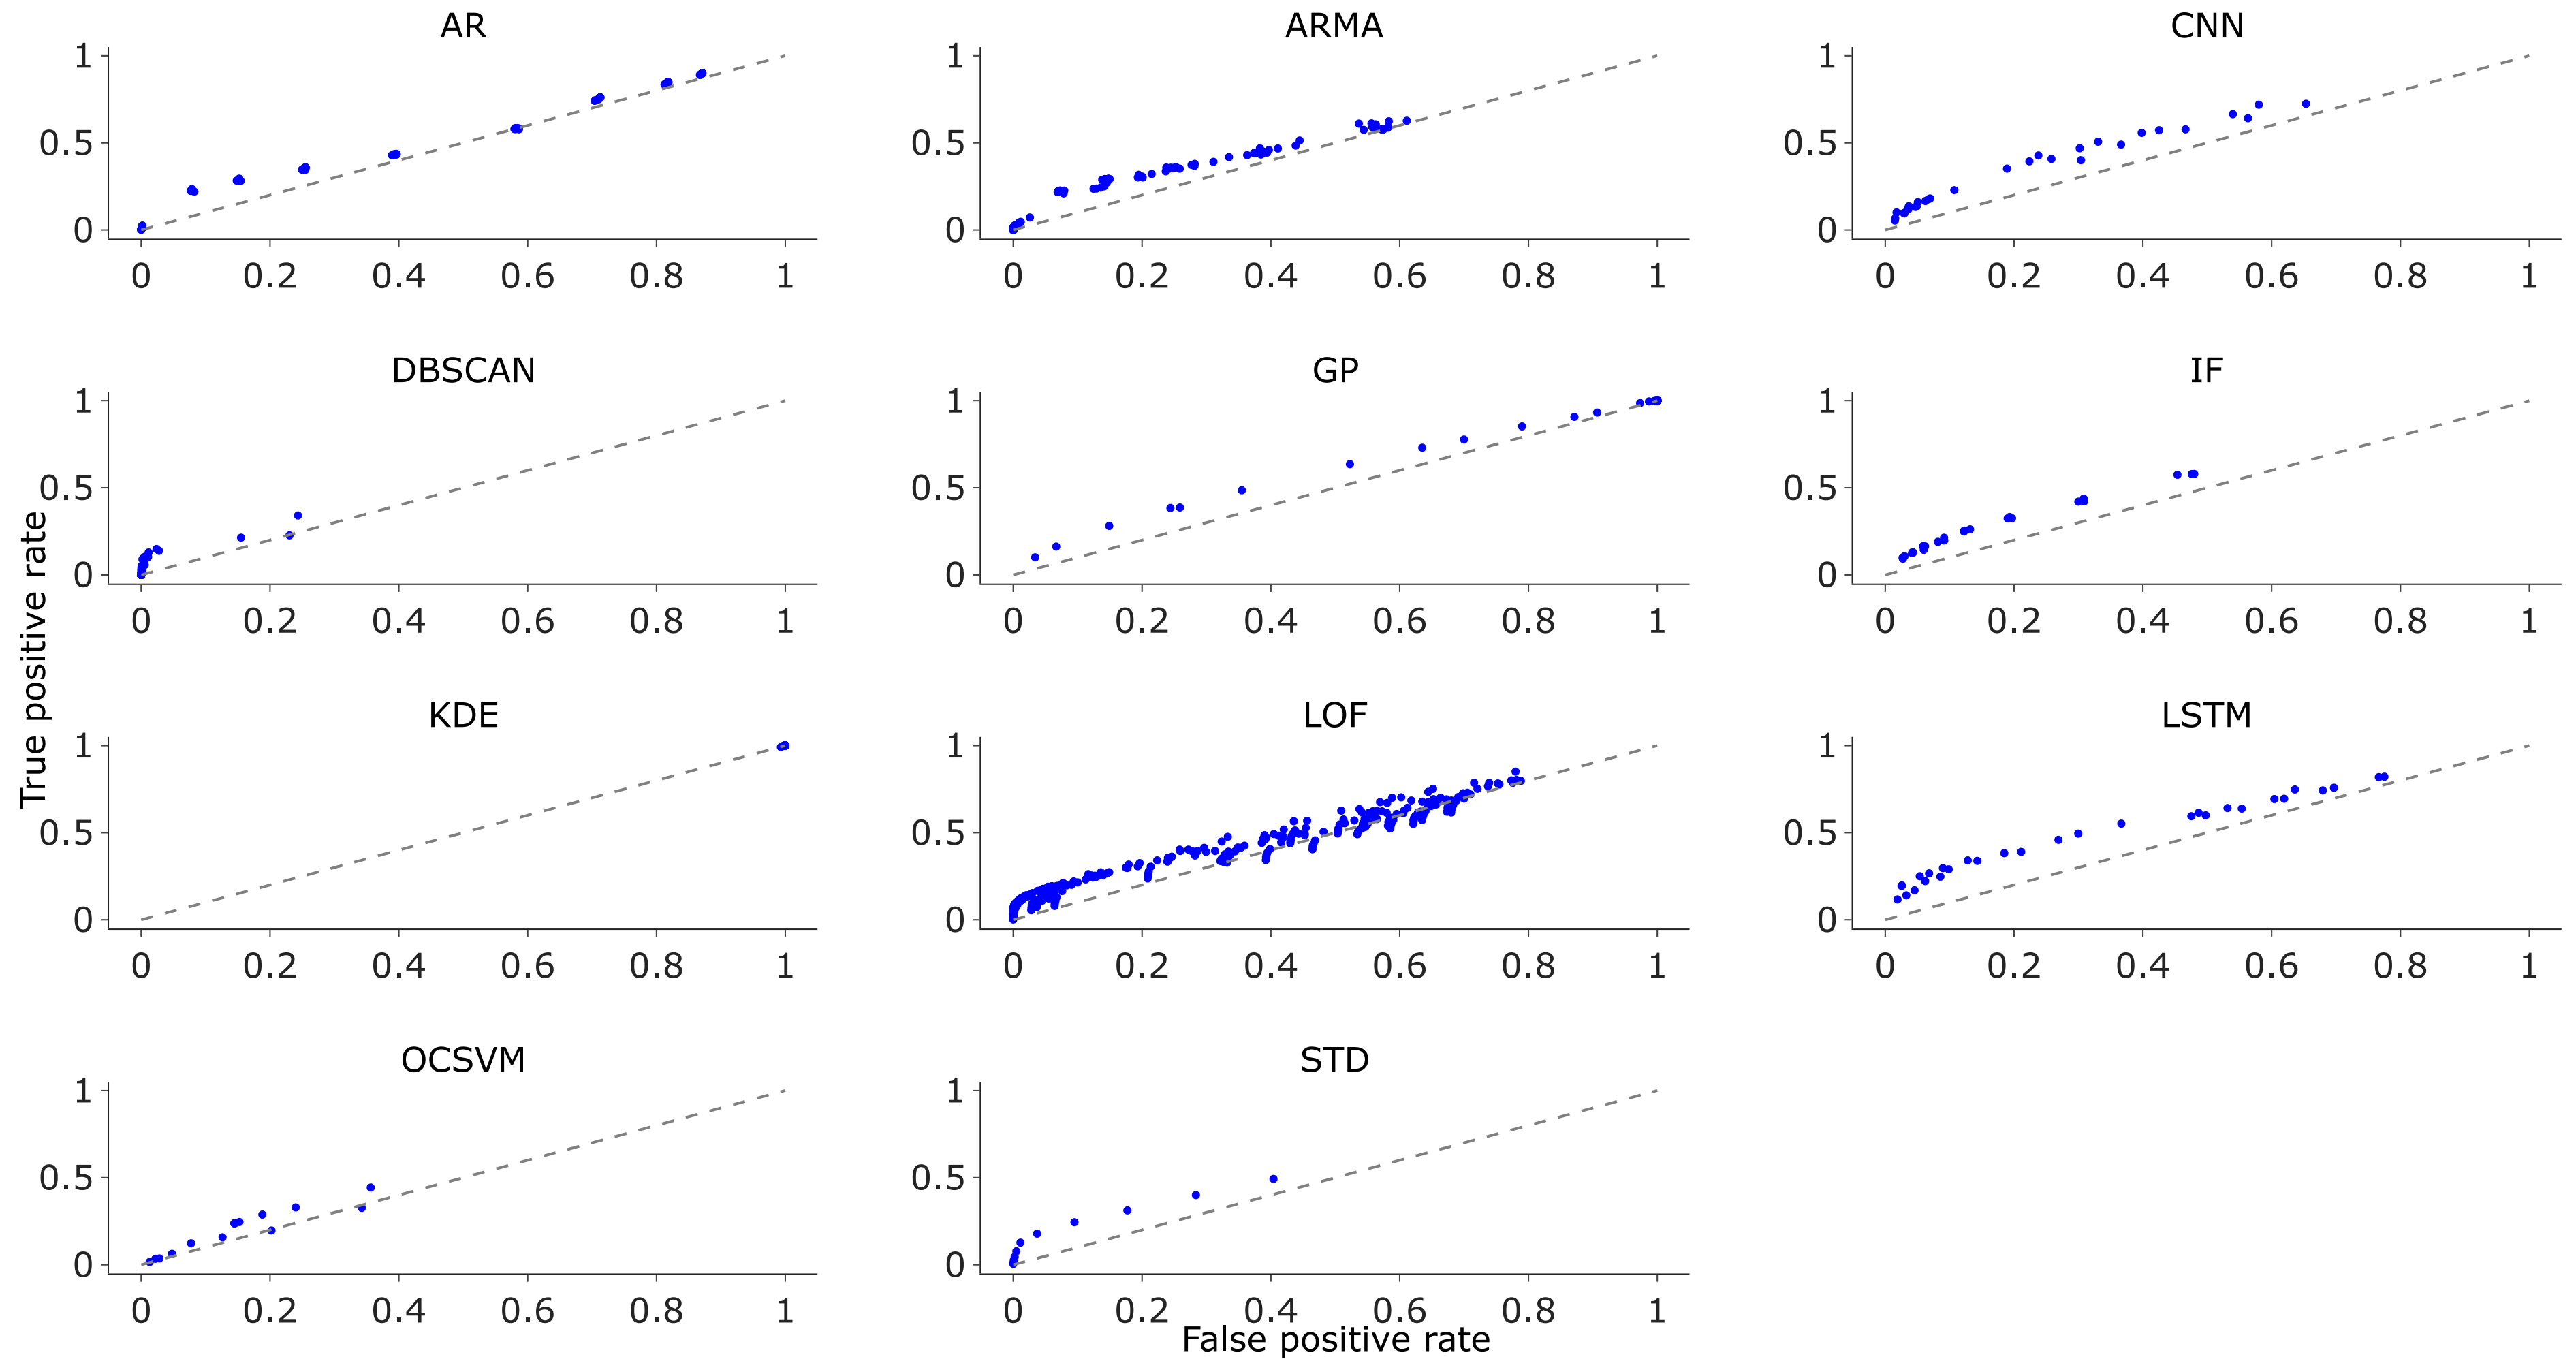 AR ARMA CNN
1 1 1
0.5 0.5 0.5
0 0 0
0 0.2 0.4 0.6 0.8 1 0 0.2 0.4 0.6 0.8 1 0 0.2 0.4 0.6 0.8 1
DBSCAN GP IF
1 1 1
0.5 0.5 0.5
0 0 0
0 0.2 0.4 0.6 0.8 1 0 0.2 0.4 0.6 0.8 1 0 0.2 0.4 0.6 0.8 1
True positive rate
KDE LOF LSTM
1 1 1
0.5 0.5 0.5
0 0 0
0 0.2 0.4 0.6 0.8 1 0 0.2 0.4 0.6 0.8 1 0 0.2 0.4 0.6 0.8 1
OCSVM STD
1 1
0.5 0.5
0 0
0 0.2 0.4 0.6 0.8 1 0 0.2 0.4 0.6 0.8 1
False positive rate